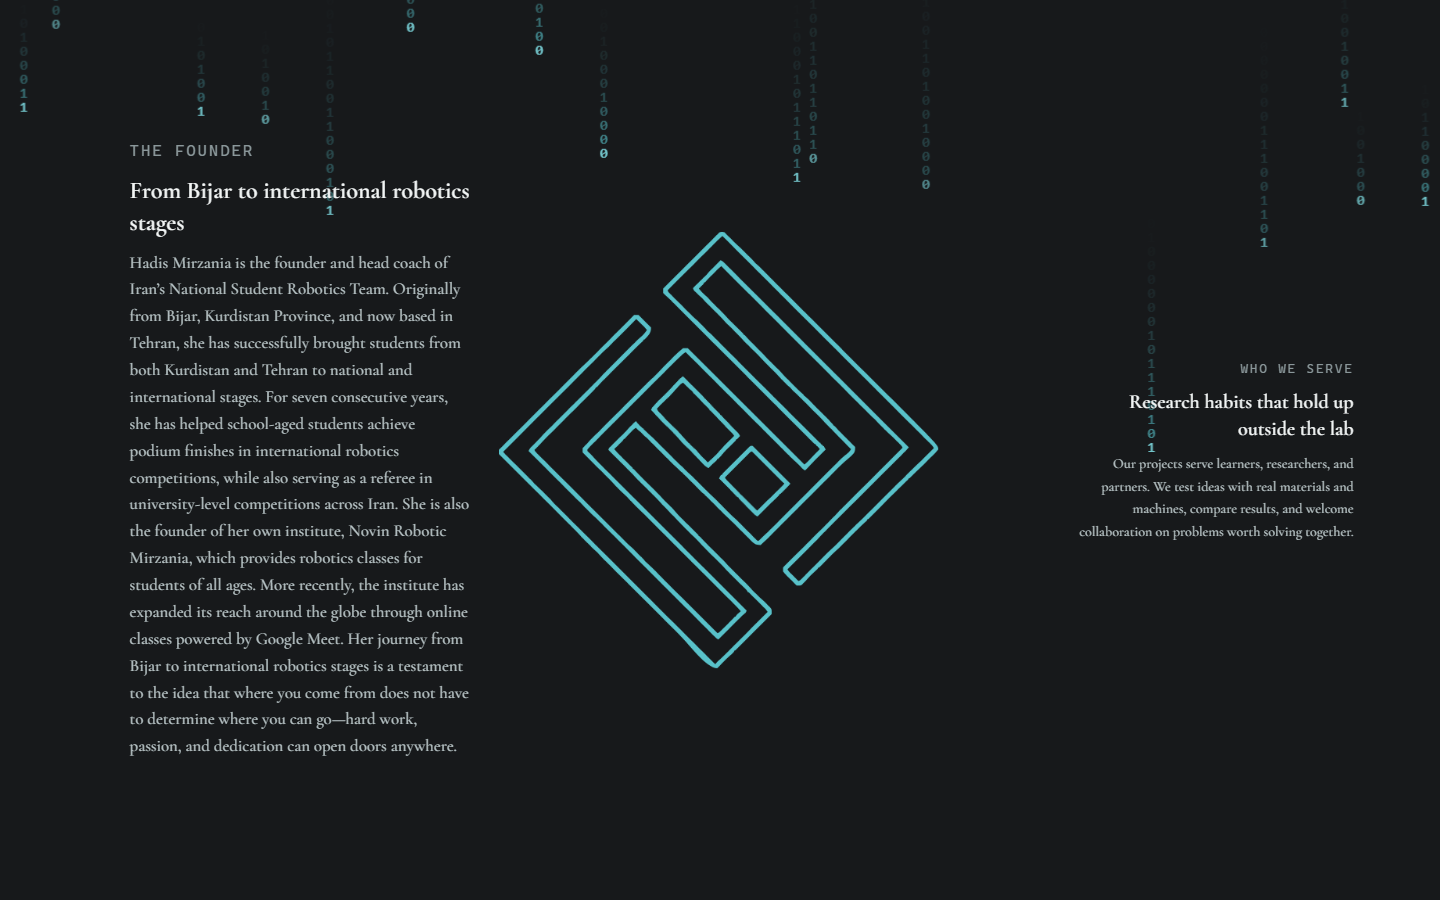 THE FOUNDER
From Bijar to international robotics
stages
Hadis Mirzania is the founder and head coach of
Iran’s National Student Robotics Team. Originally
from Bijar, Kurdistan Province, and now based in
Tehran, she has successfully brought students from
both Kurdistan and Tehran to national and
international stages. For seven consecutive years,
she has helped school-aged students achieve
podium finishes in international robotics
competitions, while also serving as a referee in
university-level competitions across Iran. She is also
the founder of her own institute, Novin Robotic
Mirzania, which provides robotics classes for
students of all ages. More recently, the institute has
expanded its reach around the globe through online
classes powered by Google Meet. Her journey from
Bijar to international robotics stages is a testament
to the idea that where you come from does not have
to determine where you can go—hard work,
passion, and dedication can open doors anywhere.
WHO WE SERVE
Research habits that hold up
outside the lab
Our projects serve learners, researchers, and
partners. We test ideas with real materials and
machines, compare results, and welcome
collaboration on problems worth solving together.